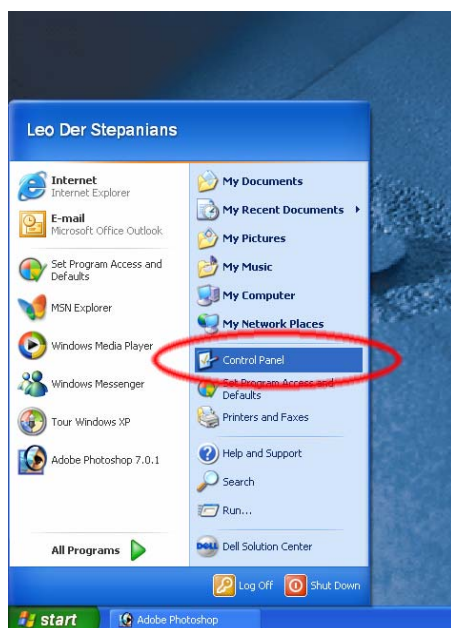 Leo Der Stepanians
Internet
Internet Explorer
E-mail
Microsoft Office Outlook
Set Program Access and
Defaults
MSN Explorer
Windows Media Player
Windows Messenger
Tour Windows XP
Adobe Photoshop 7.0.1
All Programs
My Documents
My Recent Documents
My Pictures
My Music
My Computer
My Network Places
Control Panel
Set Program Access and
Defaults
Printers and Faxes
Help and Support
Search
Run...
DELL Dell Solution Center
Log Off Shut Down
start Adobe Photoshop